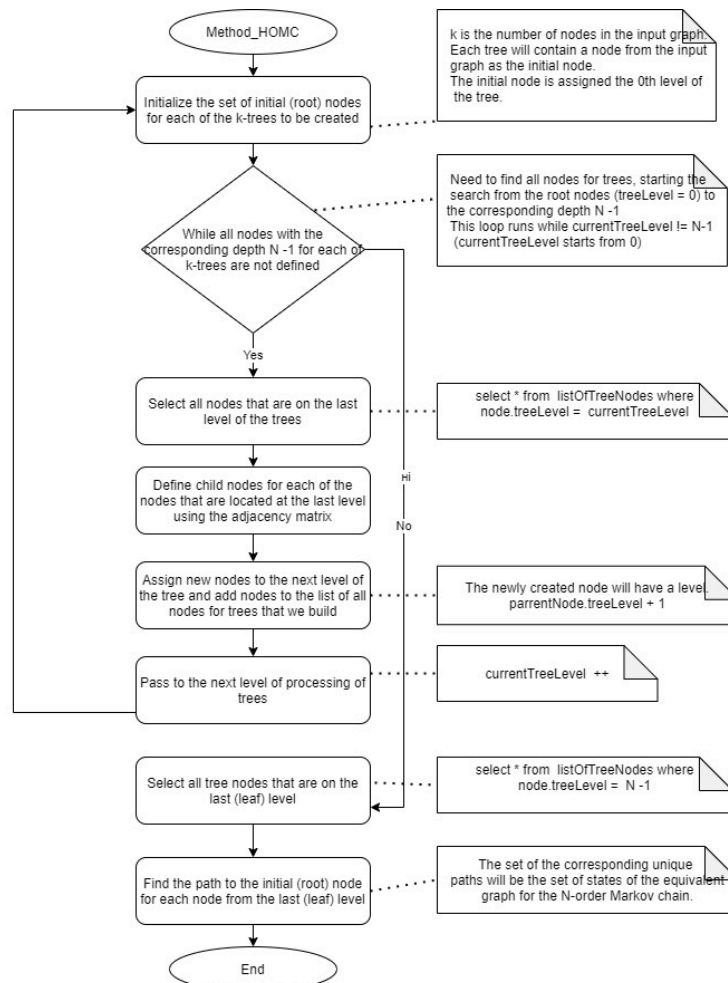 Method_HOMC
k is the number of nodes in the input graph.
Each tree will contain a node from the input
graph as the initial node.
The initial node is assigned the 0th level of
the tree.
Initialize the set of initial (root) nodes
for each of the k-trees to be created
Need to find all nodes for trees, starting the
search from the root nodes (treeLevel = 0) to
the corresponding depth N -1
This loop runs while currentTreeLevel != N-1
(currentTreeLevel starts from 0)
While all nodes with the
corresponding depth N -1 for each of
k-trees are not defined
Yes
Select all nodes that are on the last
level of the trees
select * from listOfTreeNodes where
node.treeLevel = currentTreeLevel
Define child nodes for each of the
nodes that are located at the last level
using the adjacency matrix
Ні
No
Assign new nodes to the next level of
the tree and add nodes to the list of all
nodes for trees that we build
The newly created node will have a level.
parrentNode.treeLevel + 1
Pass to the next level of processing of
trees
currentTreeLevel ++
Select all tree nodes that are on the
last (leaf) level
select * from listOfTreeNodes where
node.treeLevel = N -1
Find the path to the initial (root) node
for each node from the last (leaf) level
The set of the corresponding unique
paths will be the set of states of the equivalent
graph for the N-order Markov chain.
End